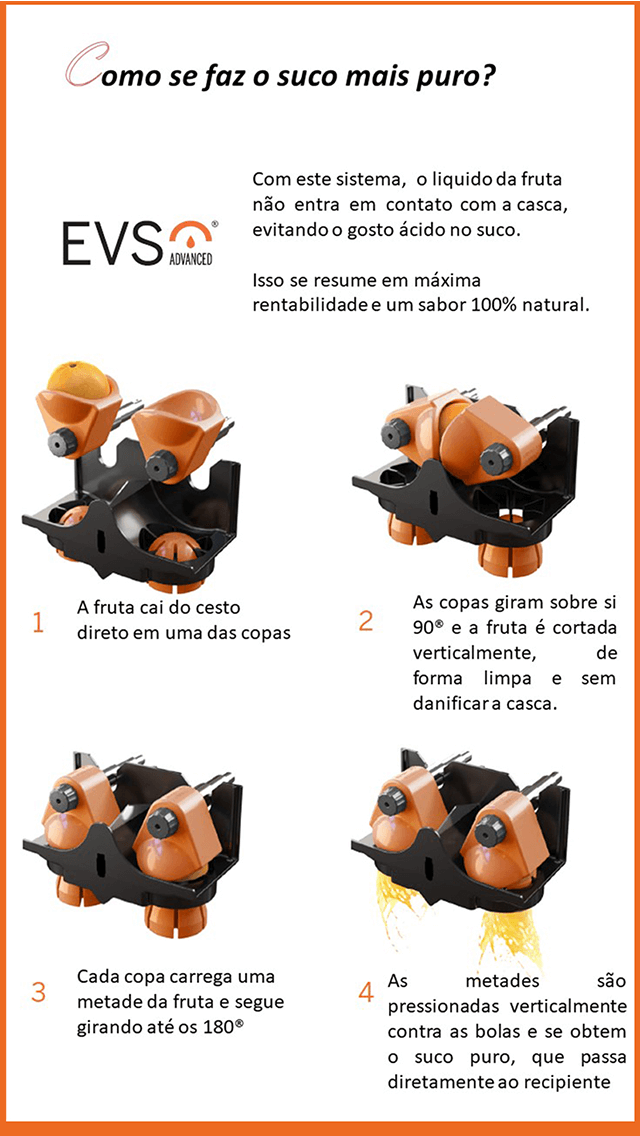 Como se faz o suco mais puro?
Com este sistema, o liquido da fruta
não entra em contato com a casca,
evitando o gosto ácido no suco.
EVS®
ADVANCED
Isso se resume em máxima
rentabilidade e um sabor 100% natural.
1
A fruta cai do cesto
direto em uma das copas
2
As copas giram sobre si
90® e a fruta é cortada
verticalmente, de
forma limpa e sem
danificar a casca.
3
Cada copa carrega uma
metade da fruta e segue
girando até os 180®
4
As metades são
pressionadas verticalmente
contra as bolas e se obtem
o suco puro, que passa
diretamente ao recipiente